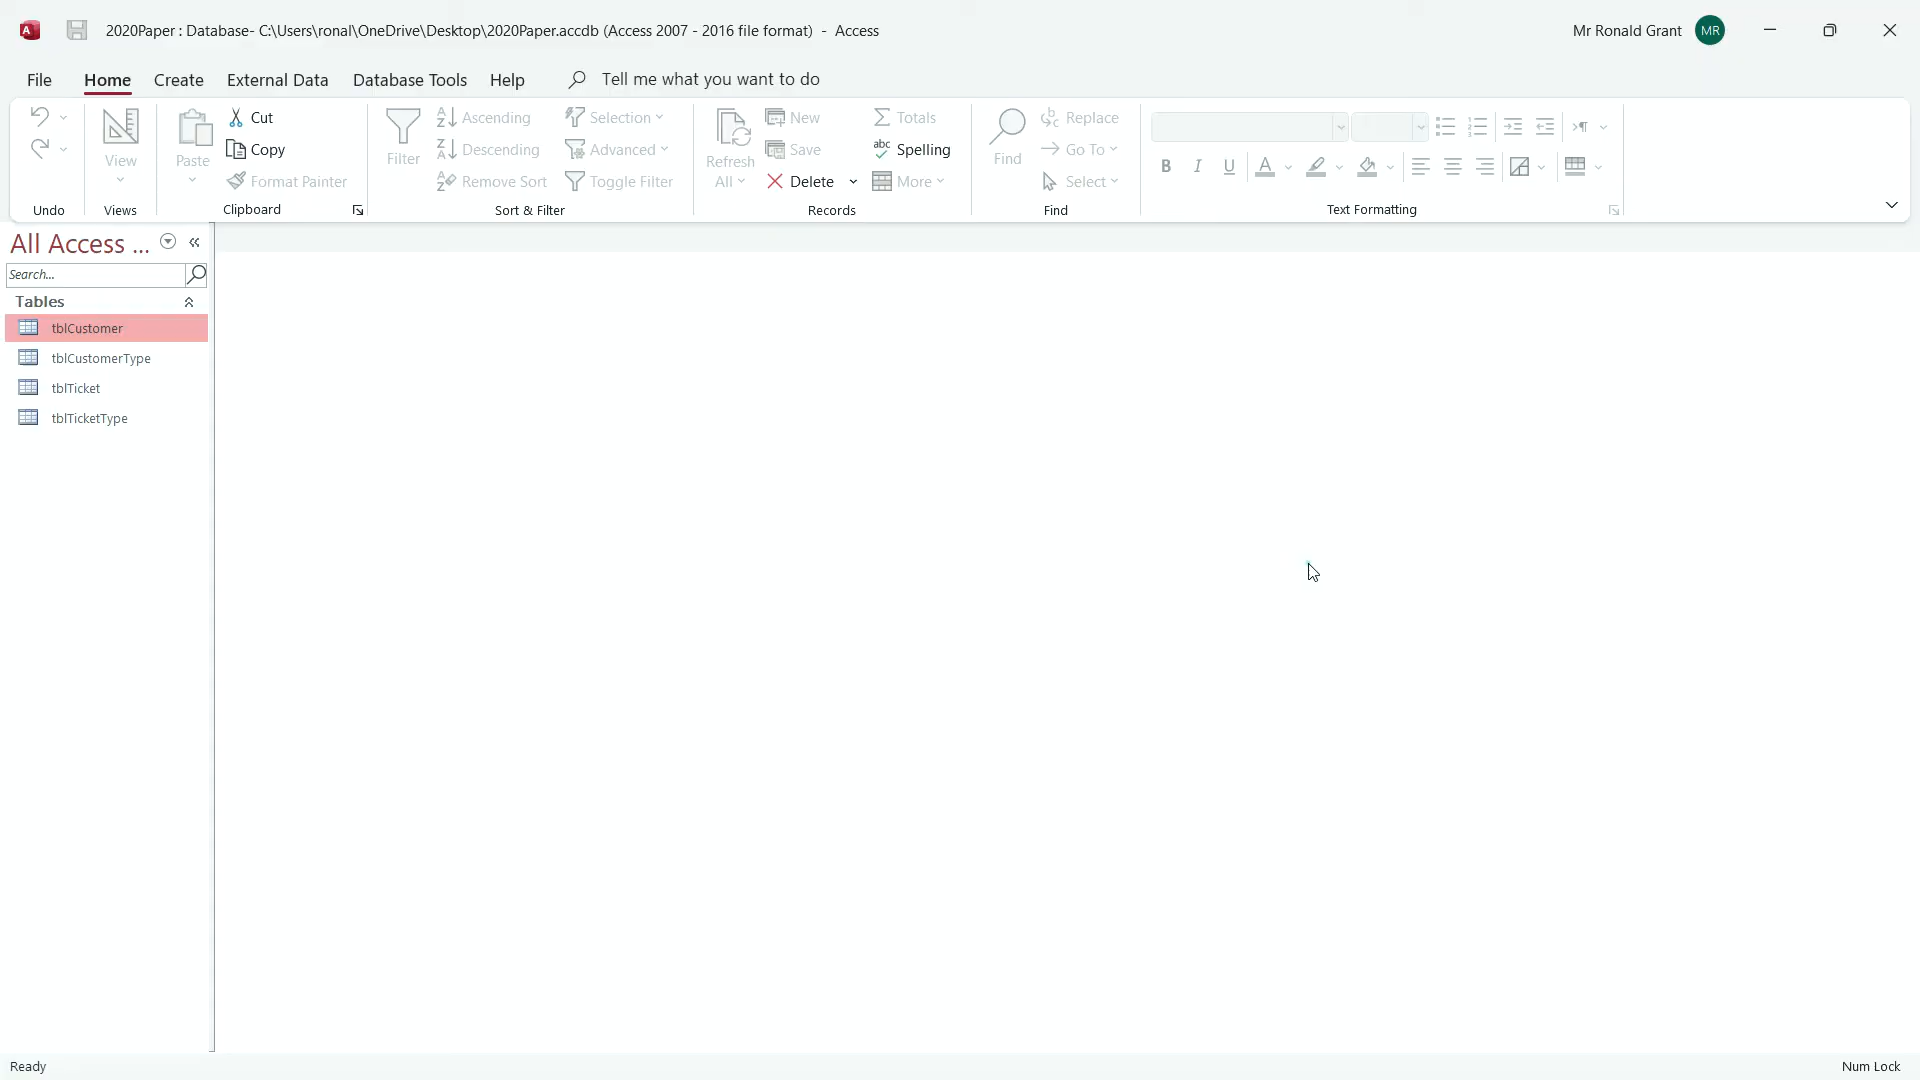 2020Paper : Database- C:\Users\ronal\OneDrive\Desktop\2020Paper.accdb (Access 2007 - 2016 file format) - Access
Mr Ronald Grant
MR
File Home Create External Data Database Tools Help Tell me what you want to do
View
Paste
Cut
Copy
Format Painter
Filter
Ascending
Descending
Remove Sort
Selection
Advanced
Toggle Filter
Refresh
All
New
Save
Delete
Totals
Spelling
More
Find
Replace
Go To
Select
B I U A
Undo
Views
Clipboard
Sort & Filter
Records
Find
Text Formatting
All Access ...
Search...
Tables
tblCustomer
tblCustomerType
tblTicket
tblTicketType
Ready
Num Lock